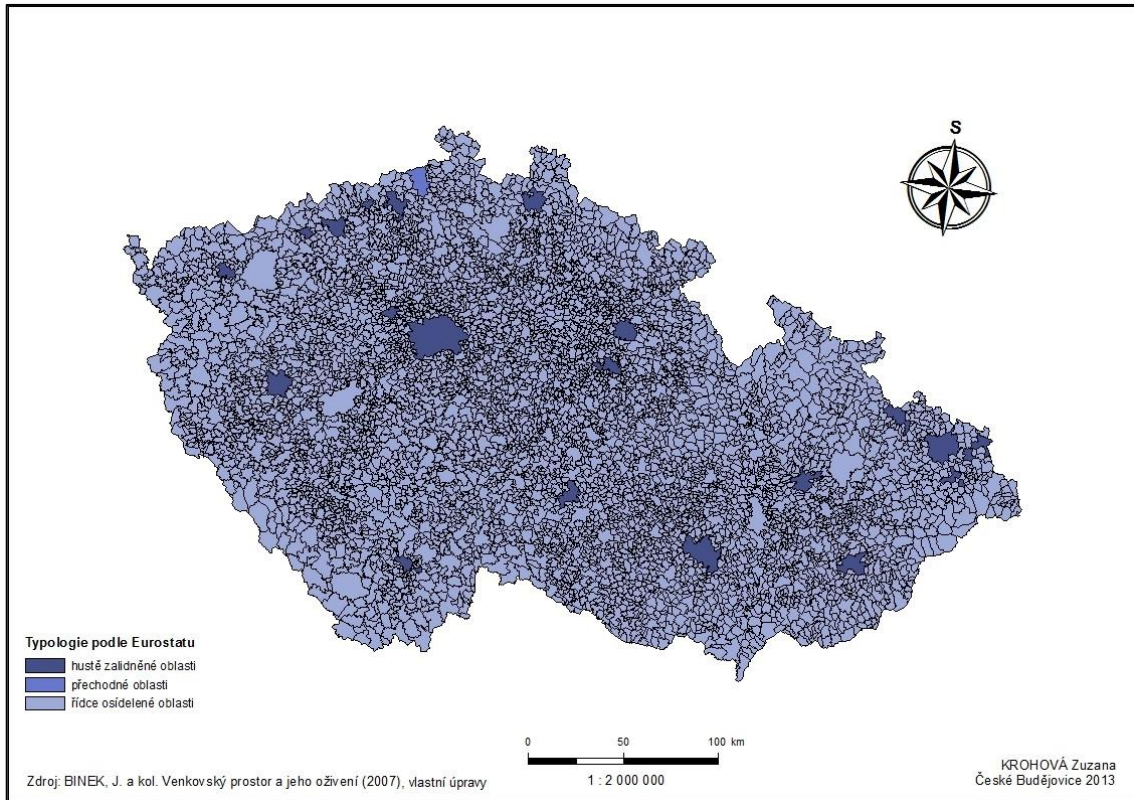 S
Typologie podle Eurostatu
hustě zalidněné oblasti
přechodné oblasti
řídce osídelené oblasti
0 50 100 km
1 : 2 000 000
Zdroj: BINEK, J. a kol. Venkovský prostor a jeho oživení (2007), vlastní úpravy
KROHOVÁ Zuzana
České Budějovice 2013